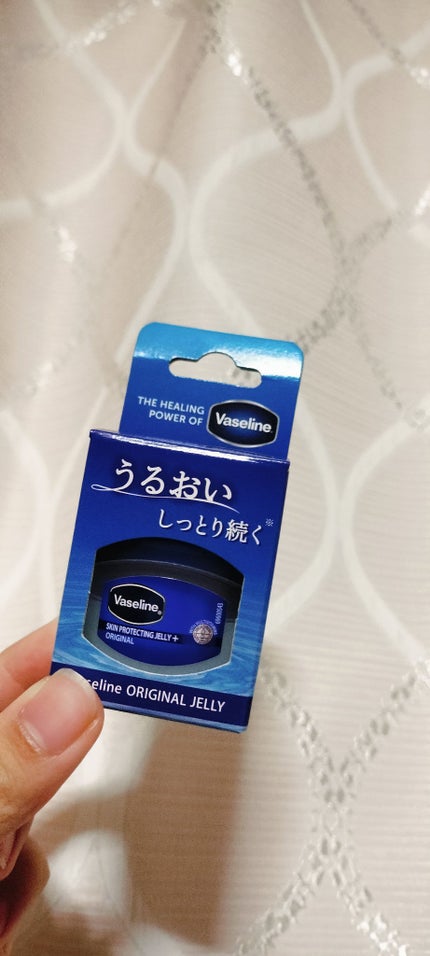 THE HEALING
POWER OF
Vaseline
うるおい
しっとり続く※
Vaseline
SKIN PROTECTING JELLY +
ORIGINAL
seline ORIGINAL JELLY